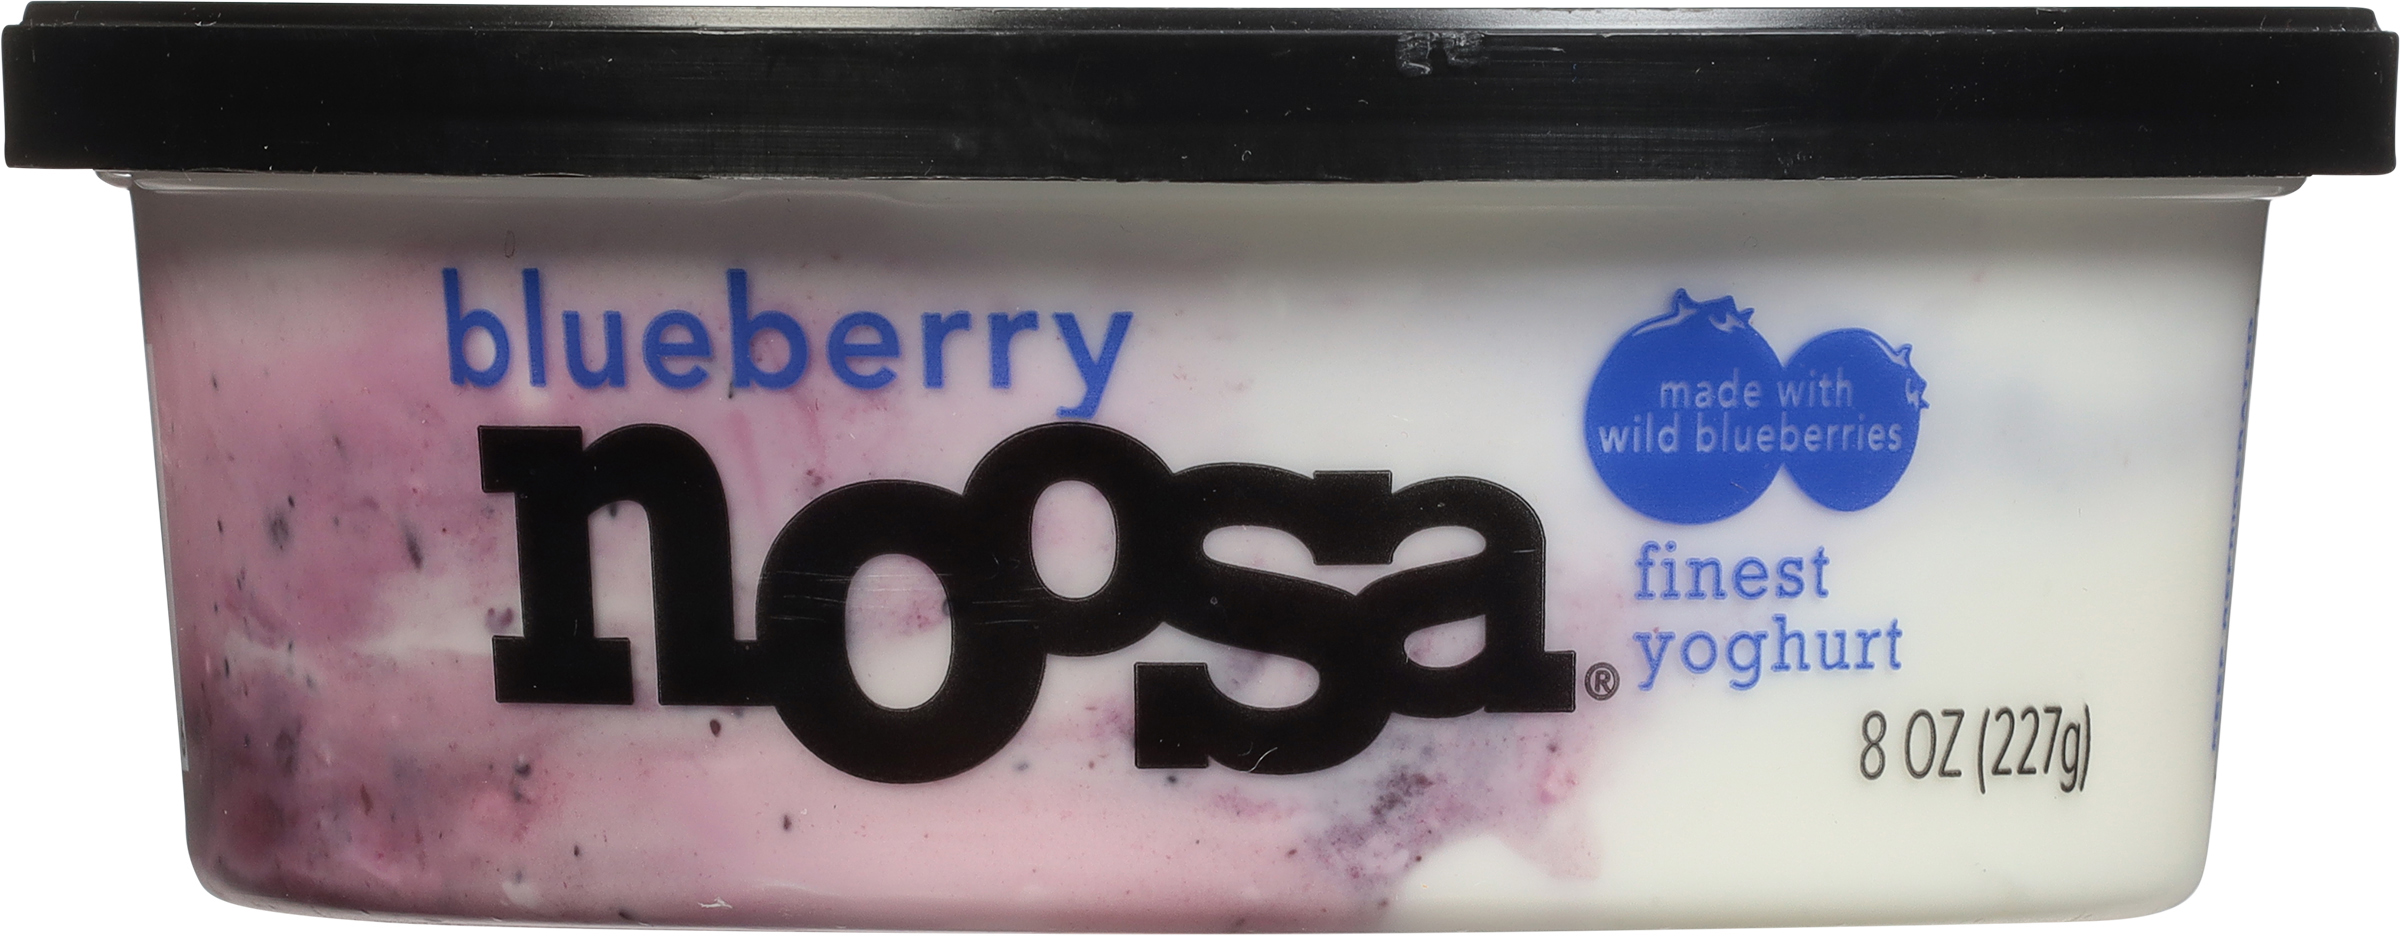 blueberry
noosa®
made with
wild blueberries
finest
yoghurt
8 OZ (227g)